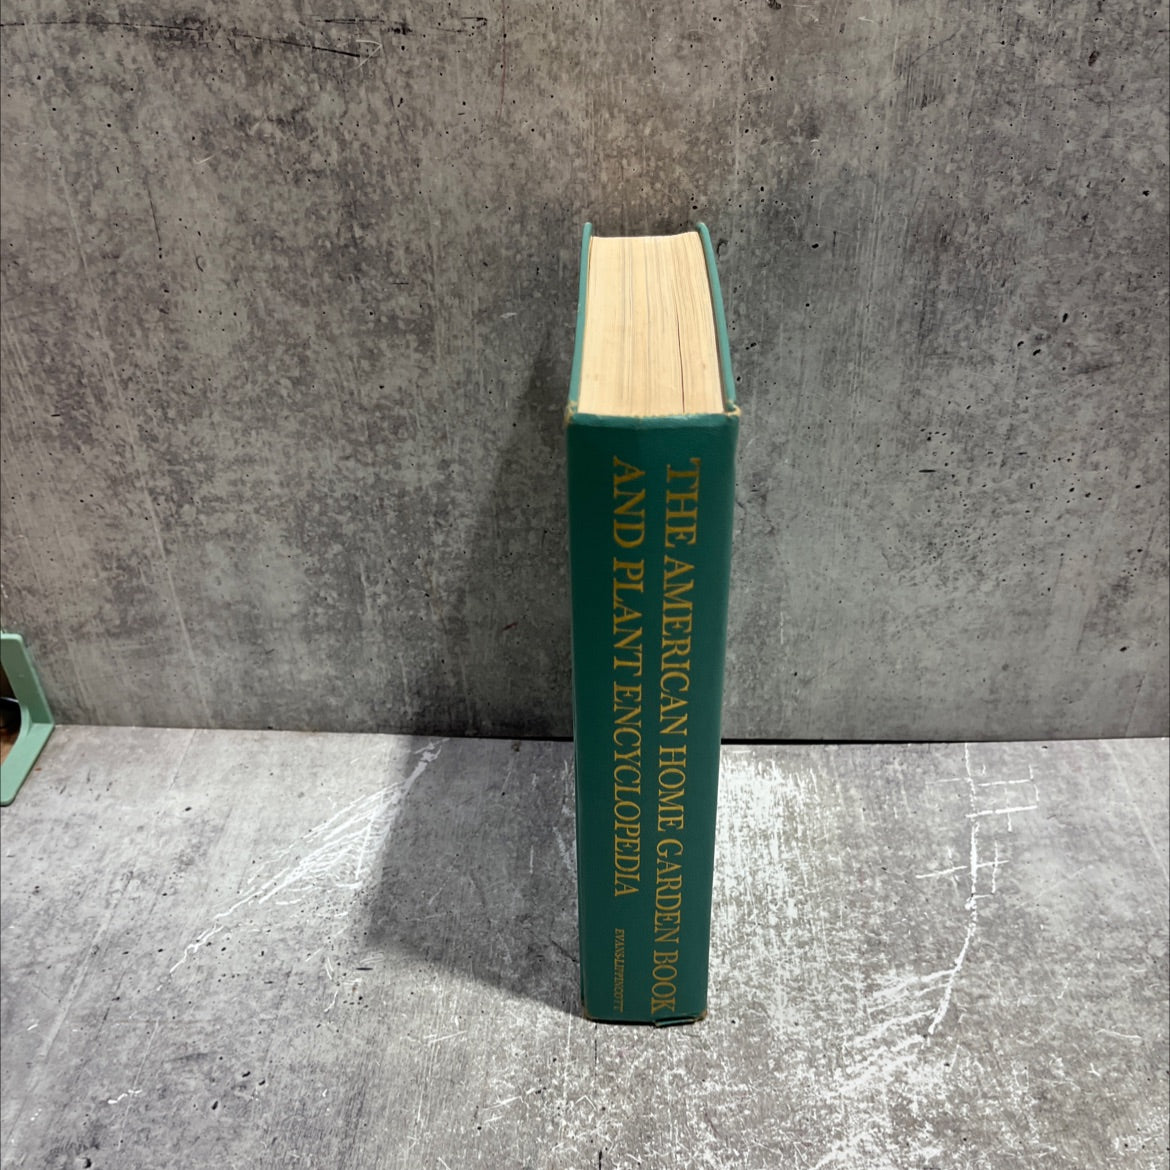 THE AMERICAN HOME GARDEN BOOK
AND PLANT ENCYCLOPEDIA
EVANS-LIPPINCOTT